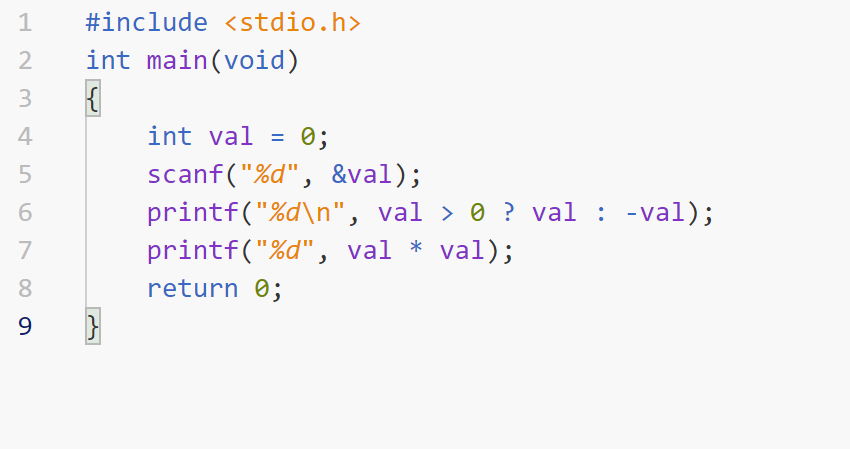 1 #include <stdio.h>
2 int main(void)
3 {
4     int val = 0;
5     scanf("%d", &val);
6     printf("%d\n", val > 0 ? val : -val);
7     printf("%d", val * val);
8     return 0;
9 }